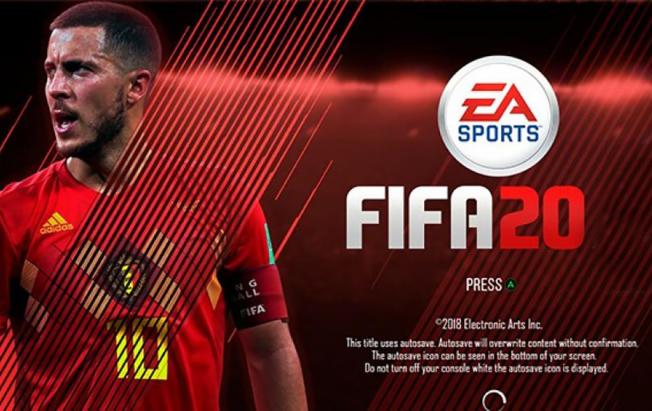 EA
SPORTS™
FIFA20
PRESS A
©2018 Electronic Arts Inc.
This title uses autosave. Autosave will overwrite content without confirmation.
The autosave icon can be seen in the bottom of your screen.
Do not turn off your console white the autosave icon is displayed.
adidas
10
FIFA